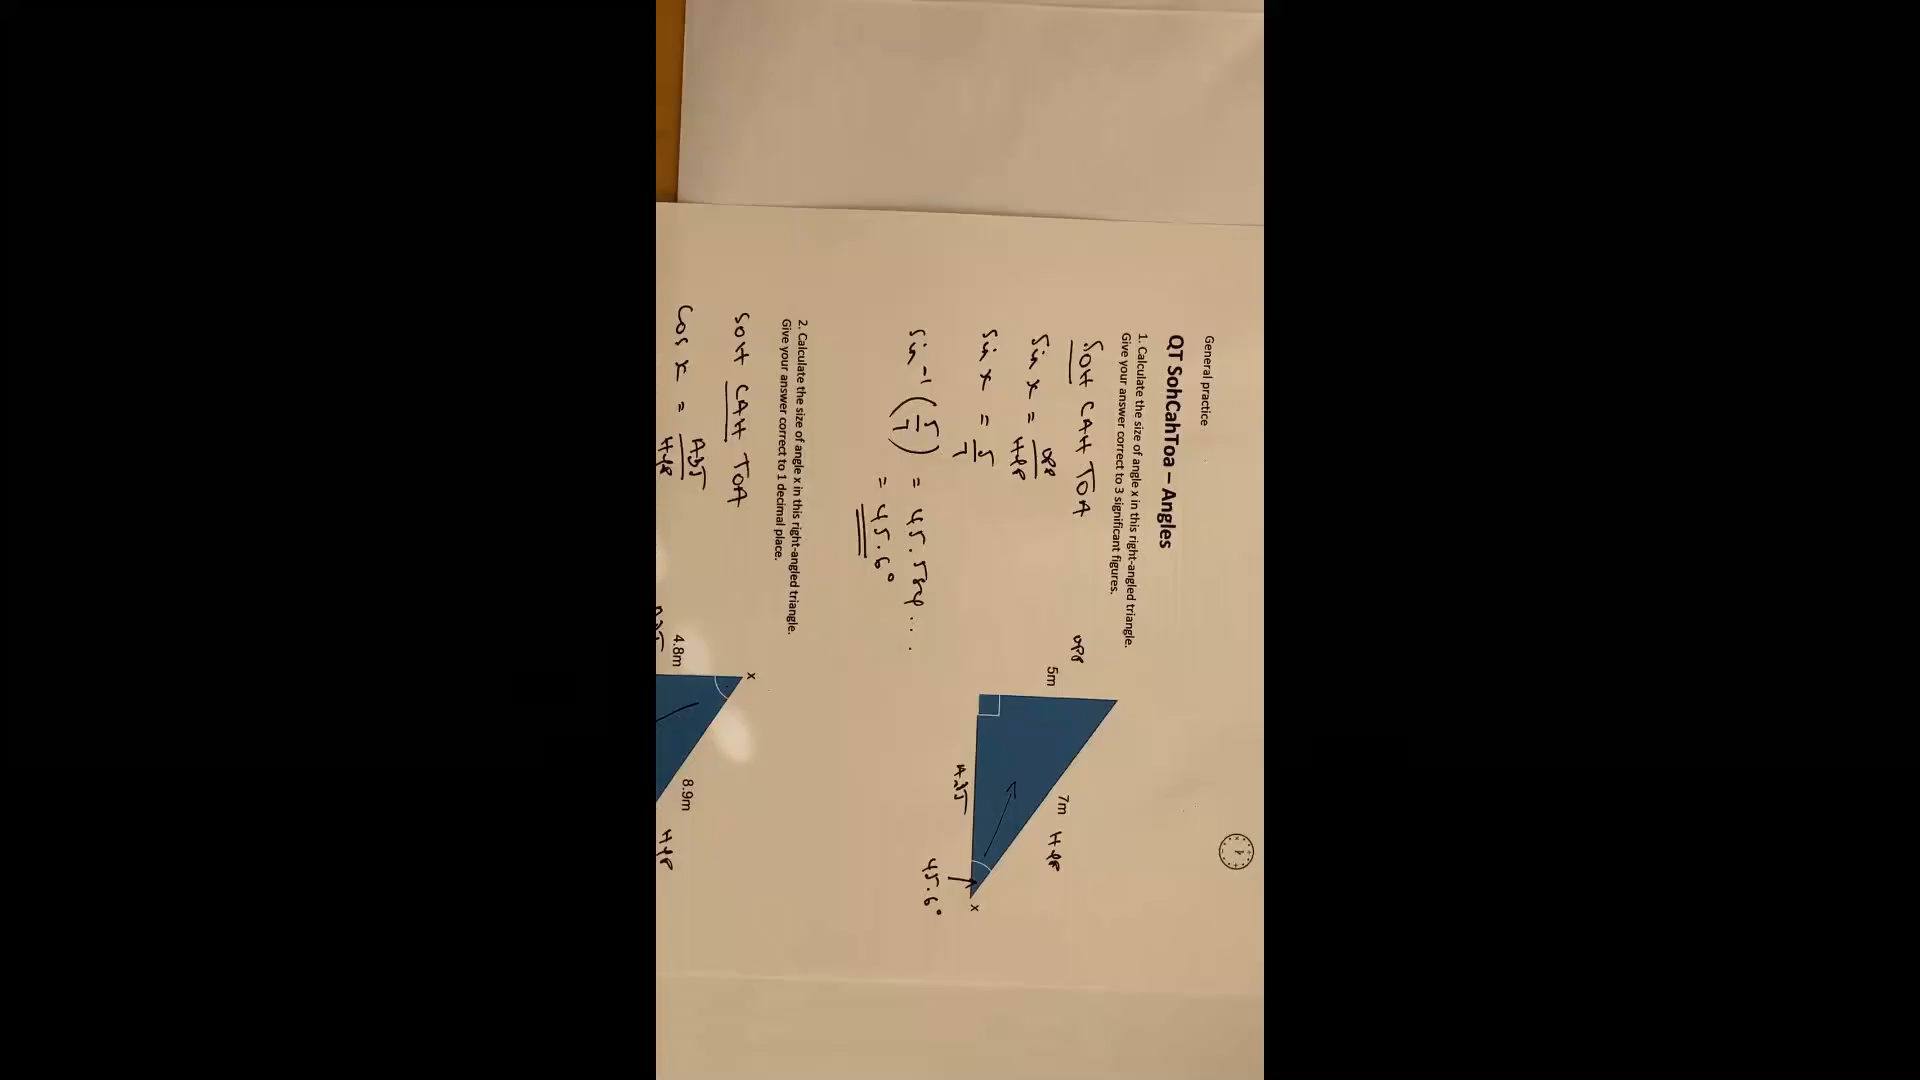 General practice
QT SohCahToa – Angles
1. Calculate the size of angle x in this right-angled triangle.
Give your answer correct to 3 significant figures.
SOH CAH TOA
OPP
5m
7m
HYP
Sin x = OPP
HYP
Sin x = 5
7
ADJ
x
45.6°
Sin -1 (5
7) = 45.584...
= 45.6°
2. Calculate the size of angle x in this right-angled triangle.
Give your answer correct to 1 decimal place.
x
SOH CAH TOA
Cos x = ADJ
HYP
4.8m
8.9m
ADJ
HYP